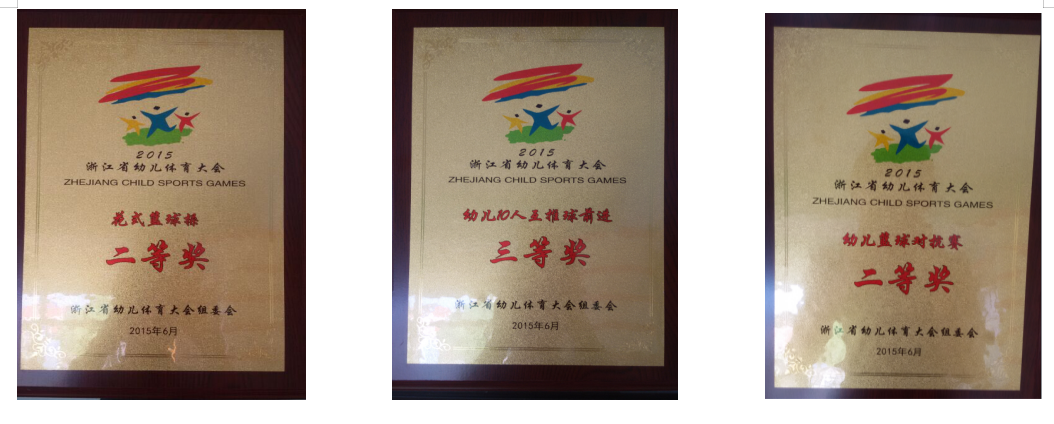 2015
浙江省幼儿体育大会
ZHEJIANG CHILD SPORTS GAMES
花式篮球操
二等奖
浙江省幼儿体育大会组委会
2015年6月
2015
浙江省幼儿体育大会
ZHEJIANG CHILD SPORTS GAMES
幼儿10人互推球前进
三等奖
浙江省幼儿体育大会组委会
2015年6月
2015
浙江省幼儿体育大会
ZHEJIANG CHILD SPORTS GAMES
幼儿篮球对抗赛
二等奖
浙江省幼儿体育大会组委会
2015年6月